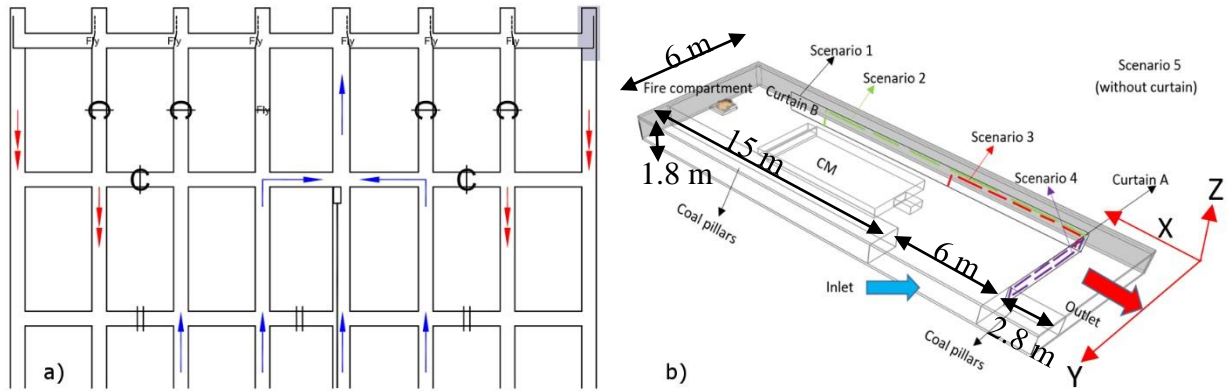 Fly Fly Fly Fly Fly Fly
C C Fly C C
C C
a)
6 m
Scenario 1
Scenario 2
Scenario 5
(without curtain)
Fire compartment
Curtain B
15 m
CM
Scenario 3
Scenario 4
Curtain A
1.8 m
Coal pillars
6 m
X
Z
Inlet
Outlet
2.8 m
Coal pillars
Y
b)